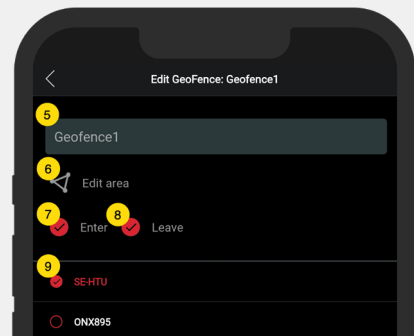 Edit GeoFence: Geofence1
5
Geofence1
6
Edit area
7 Enter 8 Leave
9
SE-HTU
ONX895